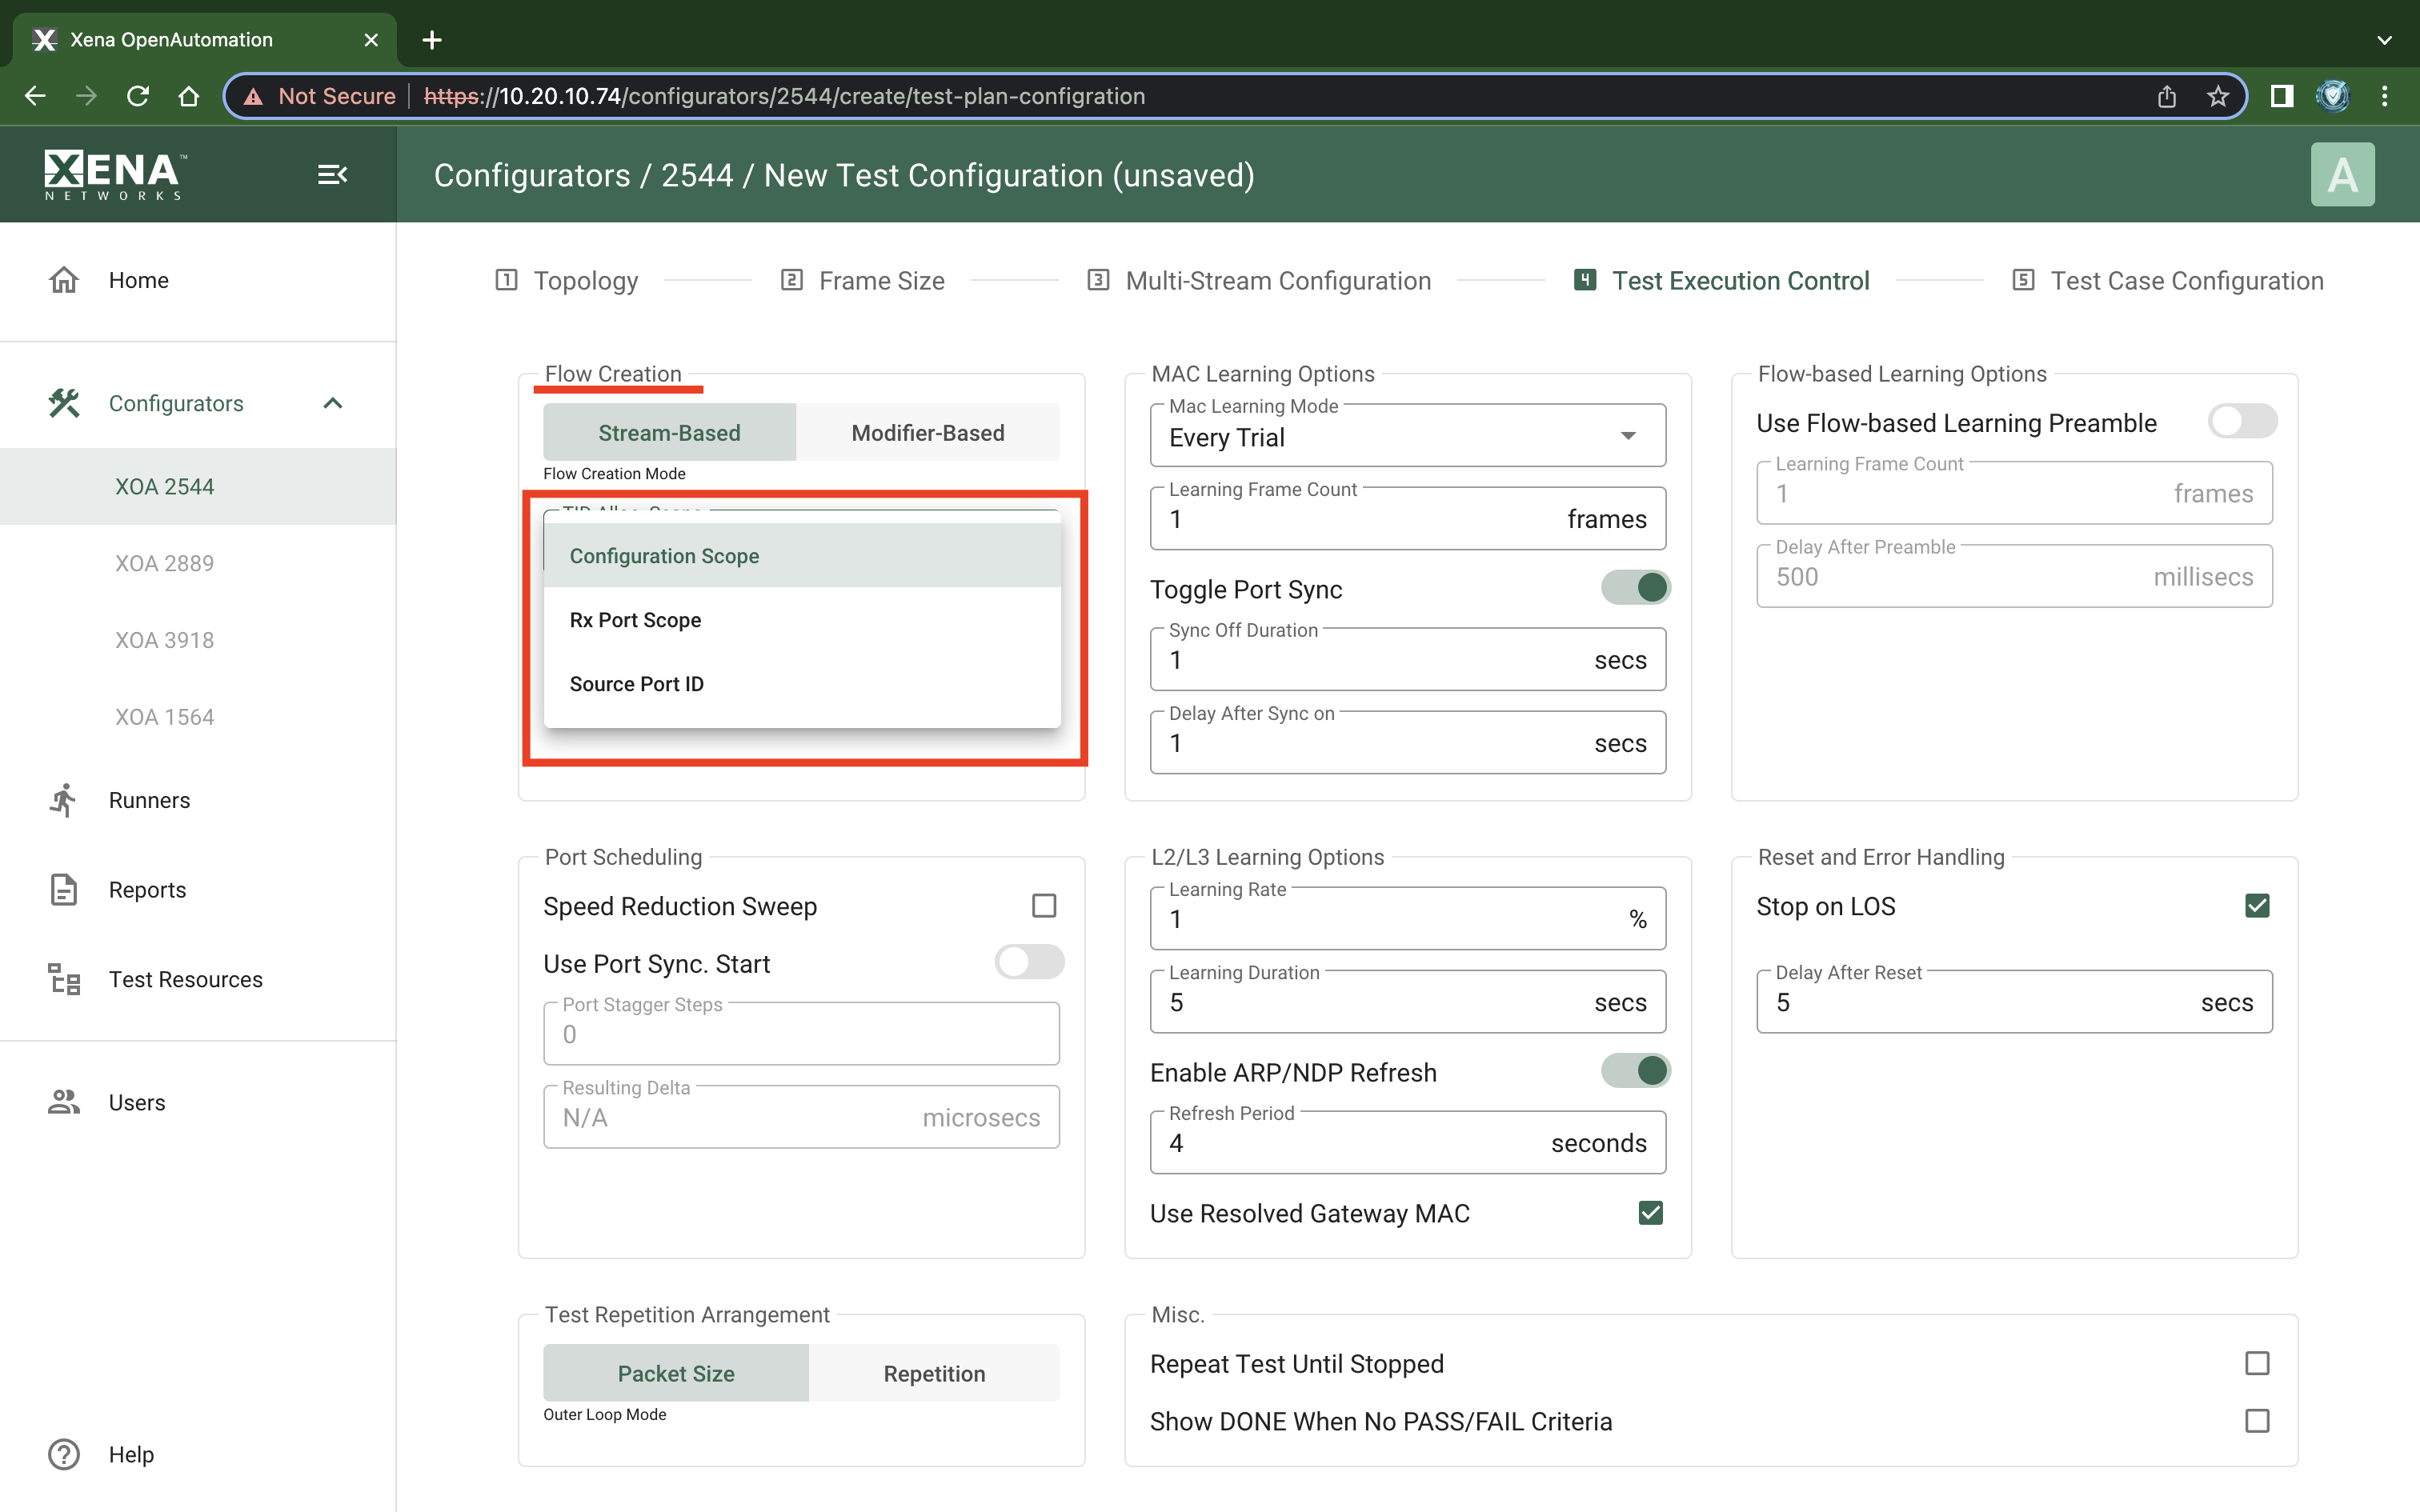 Xena OpenAutomation
Not Secure
https://10.20.10.74/configurators/2544/create/test-plan-configration
XENA™
NETWORKS
Configurators / 2544 / New Test Configuration (unsaved)
A
Home
Configurators
XOA 2544
XOA 2889
XOA 3918
XOA 1564
Runners
Reports
Test Resources
Users
Help
1 Topology
2 Frame Size
3 Multi-Stream Configuration
4 Test Execution Control
5 Test Case Configuration
Flow Creation
Stream-Based
Modifier-Based
Flow Creation Mode
Configuration Scope
Rx Port Scope
Source Port ID
MAC Learning Options
Mac Learning Mode
Every Trial
Learning Frame Count
1 frames
Toggle Port Sync
Sync Off Duration
1 secs
Delay After Sync on
1 secs
Flow-based Learning Options
Use Flow-based Learning Preamble
Learning Frame Count
1 frames
Delay After Preamble
500 millisecs
Port Scheduling
Speed Reduction Sweep
Use Port Sync. Start
Port Stagger Steps
0
Resulting Delta
N/A microsecs
L2/L3 Learning Options
Learning Rate
1 %
Learning Duration
5 secs
Enable ARP/NDP Refresh
Refresh Period
4 seconds
Use Resolved Gateway MAC
Reset and Error Handling
Stop on LOS
Delay After Reset
5 secs
Test Repetition Arrangement
Packet Size
Repetition
Outer Loop Mode
Misc.
Repeat Test Until Stopped
Show DONE When No PASS/FAIL Criteria